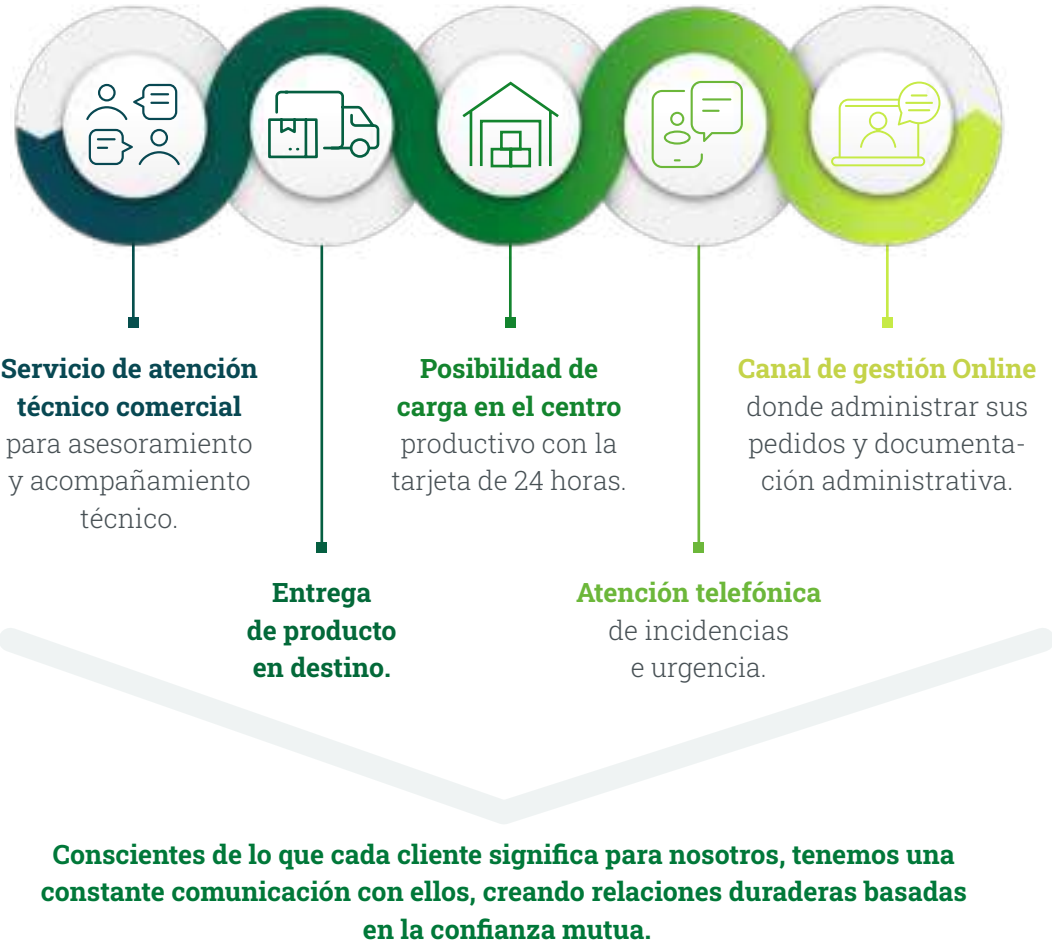 Servicio de atención
técnico comercial
para asesoramiento
y acompañamiento
técnico.
Entrega
de producto
en destino.
Posibilidad de
carga en el centro
productivo con la
tarjeta de 24 horas.
Atención telefónica
de incidencias
e urgencia.
Canal de gestión Online
donde administrar sus
pedidos y documenta-
ción administrativa.
Conscientes de lo que cada cliente significa para nosotros, tenemos una
constante comunicación con ellos, creando relaciones duraderas basadas
en la confianza mutua.